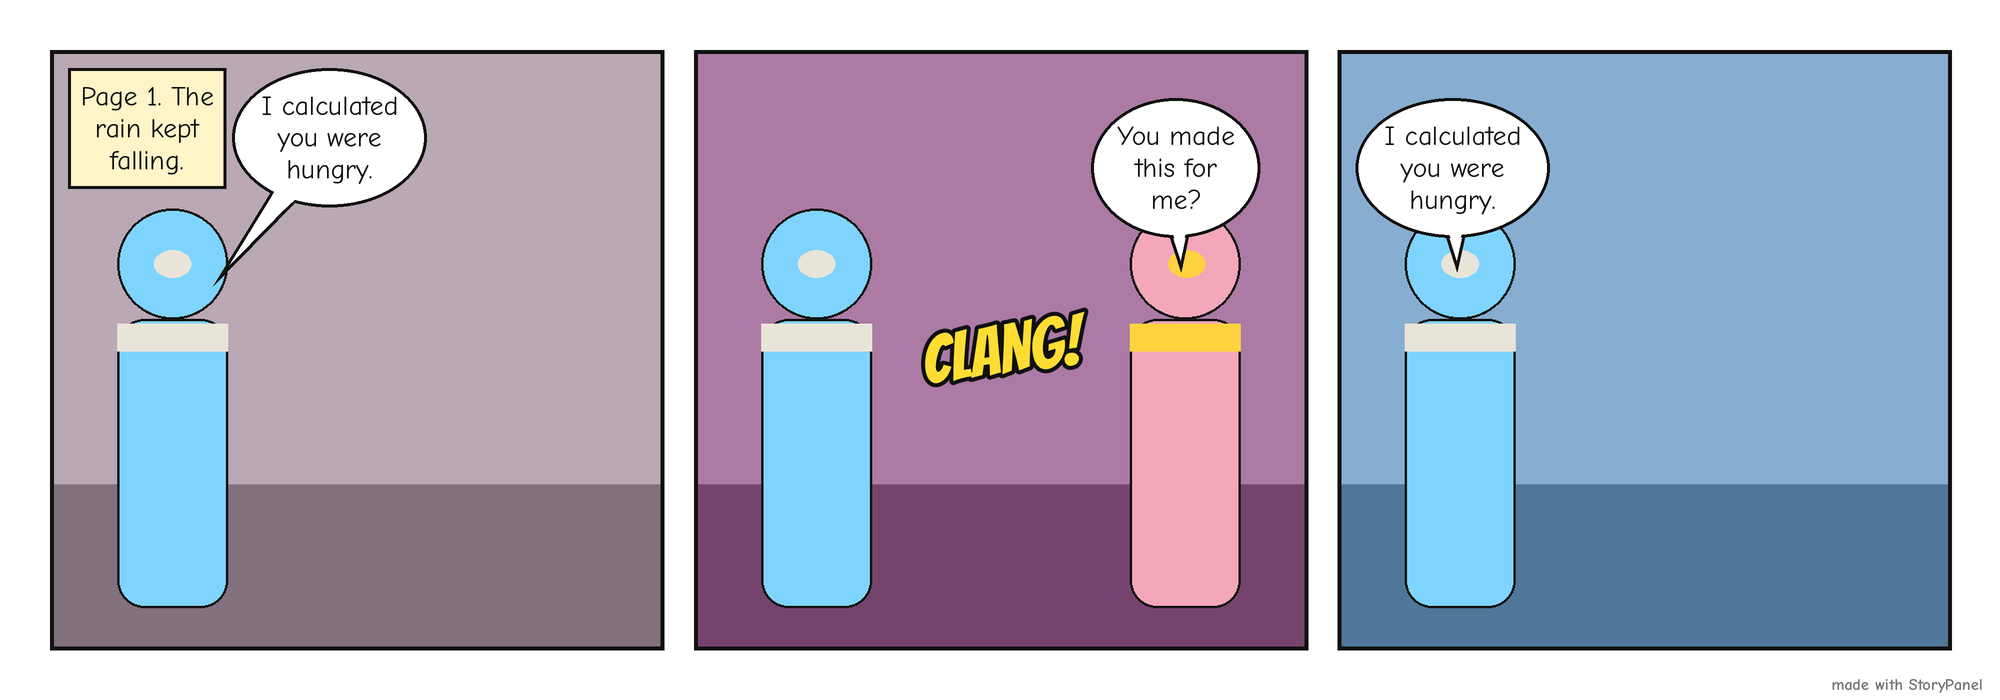 Page 1. The
rain kept
falling.
I calculated
you were
hungry.
You made
this for
me?
CLANG!
I calculated
you were
hungry.
made with StoryPanel